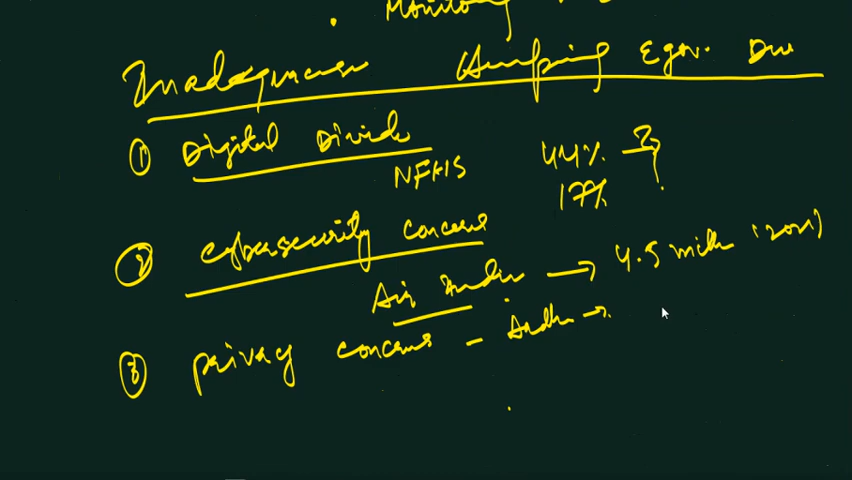 Monitoring
Inadequacies Hampering Egov. Dev
① Digital Divide
NFHS 44% ?
17%
② Cybersecurity concerns
Air India → 4.5 million (2021)
③ privacy concerns -